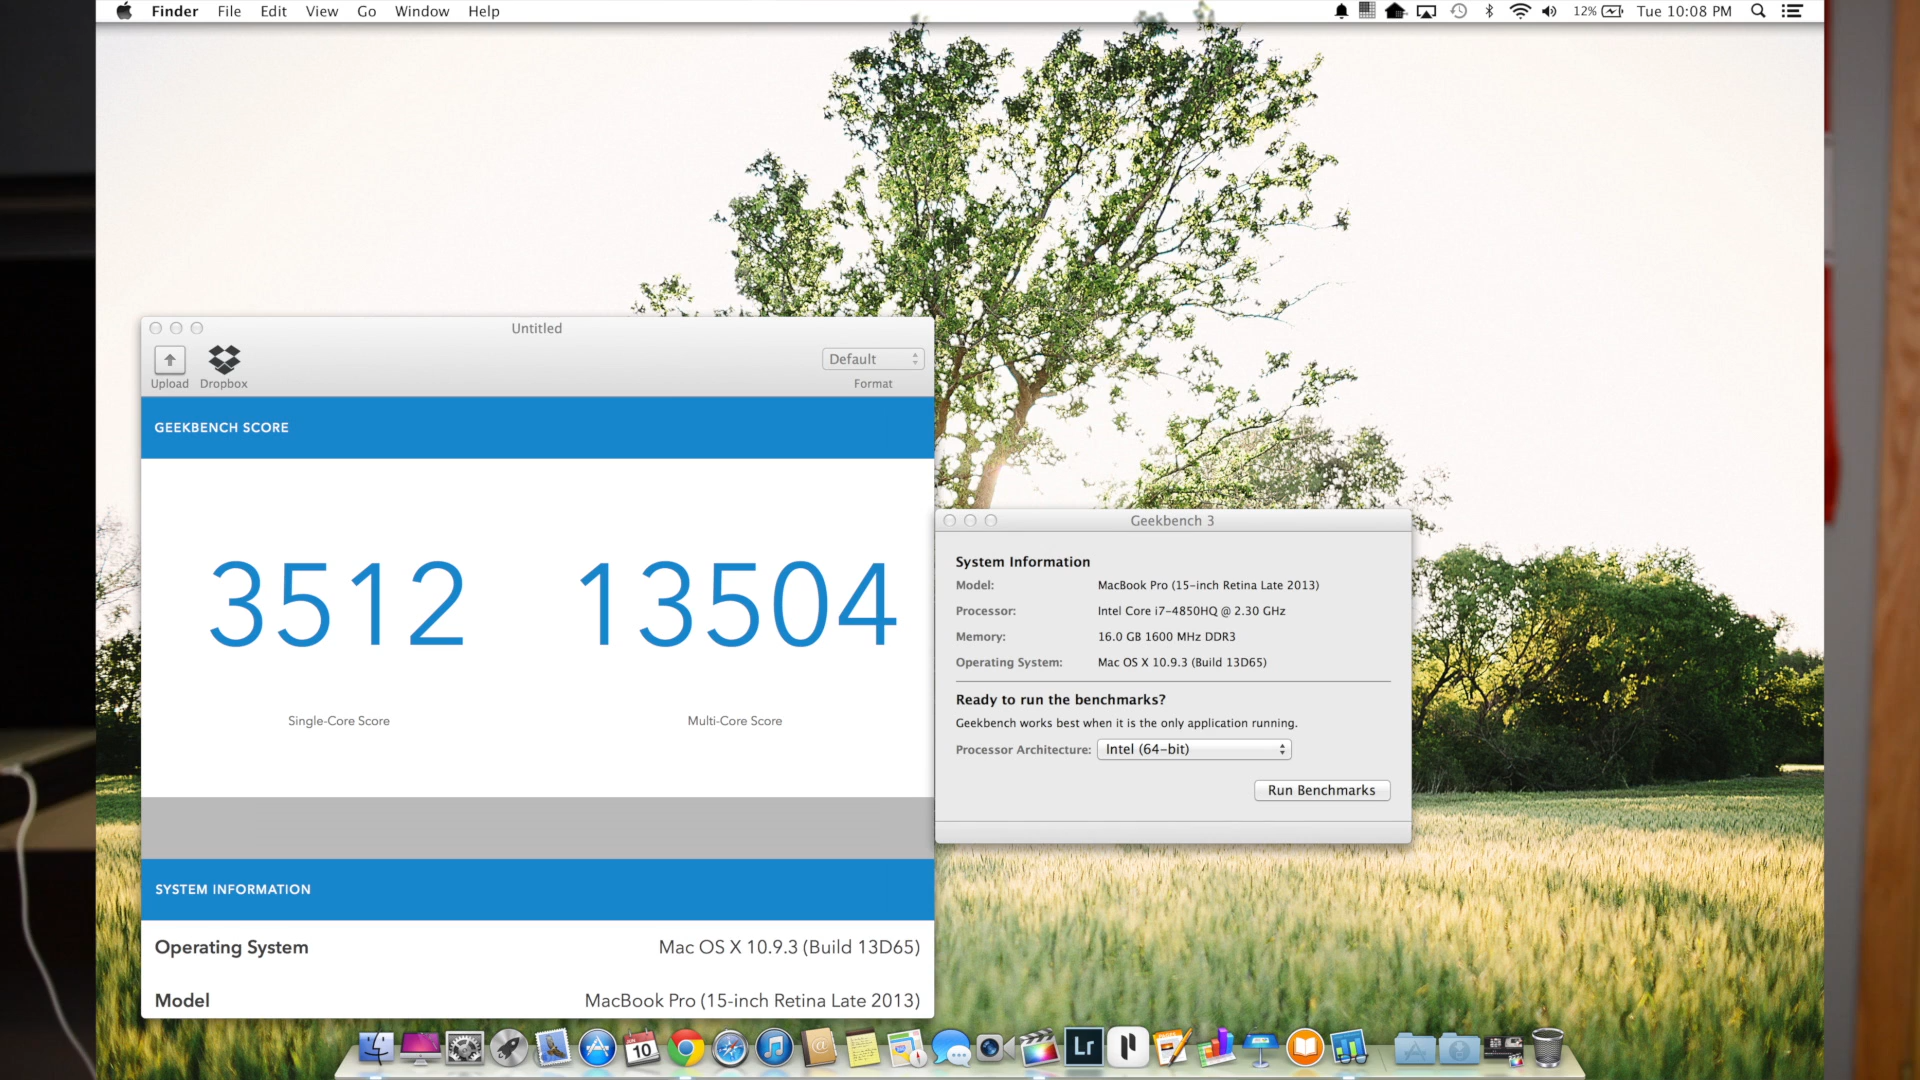 Finder File Edit View Go Window Help
12% Tue 10:08 PM
Untitled
Upload Dropbox
Default
Format
GEEKBENCH SCORE
3512 13504
Single-Core Score Multi-Core Score
SYSTEM INFORMATION
Operating System Mac OS X 10.9.3 (Build 13D65)
Model MacBook Pro (15-inch Retina Late 2013)
Geekbench 3
System Information
Model: MacBook Pro (15-inch Retina Late 2013)
Processor: Intel Core i7-4850HQ @ 2.30 GHz
Memory: 16.0 GB 1600 MHz DDR3
Operating System: Mac OS X 10.9.3 (Build 13D65)
Ready to run the benchmarks?
Geekbench works best when it is the only application running.
Processor Architecture: Intel (64-bit)
Run Benchmarks
10
Lr